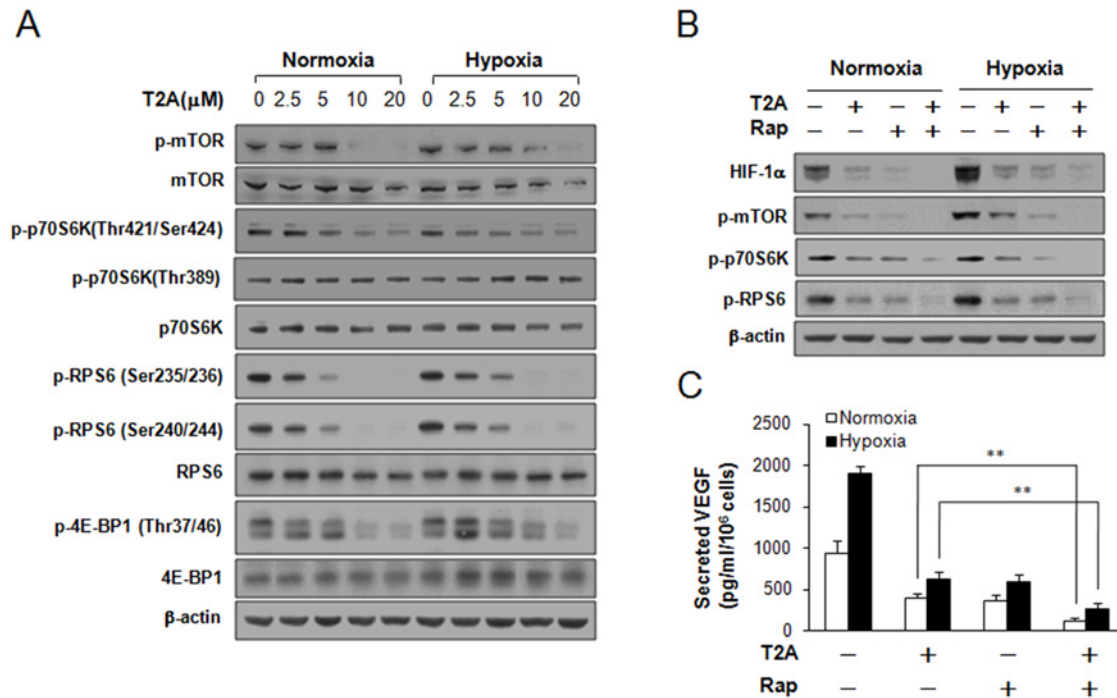 A
Normoxia Hypoxia
T2A(μM) 0 2.5 5 10 20 0 2.5 5 10 20
p-mTOR
mTOR
p-p70S6K(Thr421/Ser424)
p-p70S6K(Thr389)
p70S6K
p-RPS6 (Ser235/236)
p-RPS6 (Ser240/244)
RPS6
p-4E-BP1 (Thr37/46)
4E-BP1
β-actin
B
Normoxia Hypoxia
T2A – + – + – + – +
Rap – – + + – – + +
HIF-1α
p-mTOR
p-p70S6K
p-RPS6
β-actin
C
Secreted VEGF
(pg/ml/10⁶ cells)
2500
2000
1500
1000
500
0
Normoxia
Hypoxia
**
**
T2A – + – +
Rap – – + +